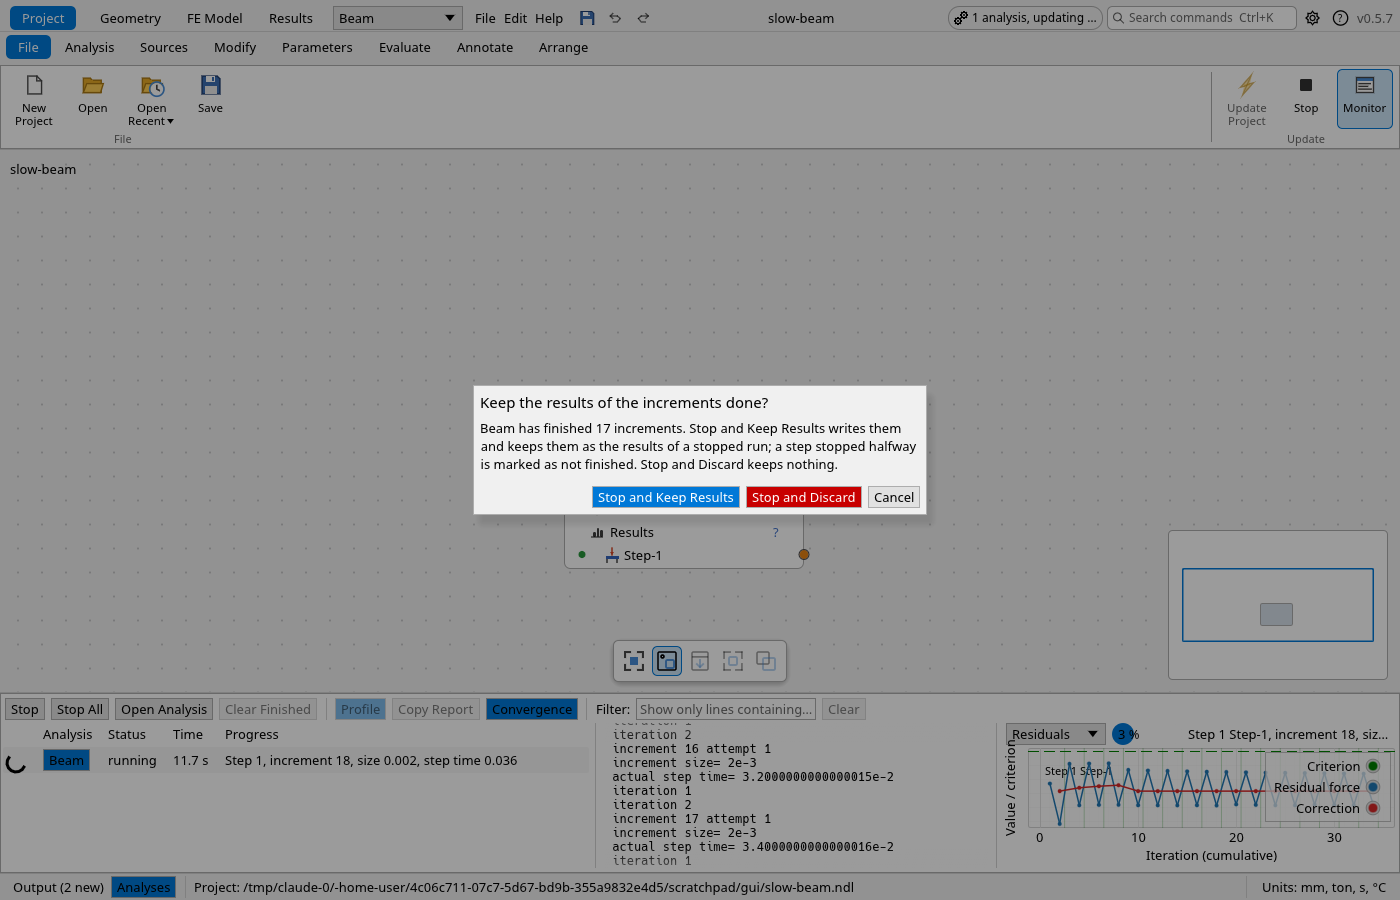 Project
Geometry
FE Model
Results
Beam
File
Edit
Help
slow-beam
1 analysis, updating ...
Search commands Ctrl+K
v0.5.7
File
Analysis
Sources
Modify
Parameters
Evaluate
Annotate
Arrange
New
Project
Open
Open
Recent
Save
File
Update
Project
Stop
Monitor
Update
slow-beam
Keep the results of the increments done?
Beam has finished 17 increments. Stop and Keep Results writes them
and keeps them as the results of a stopped run; a step stopped halfway
is marked as not finished. Stop and Discard keeps nothing.
Stop and Keep Results
Stop and Discard
Cancel
Results
?
Step-1
Stop
Stop All
Open Analysis
Clear Finished
Profile
Copy Report
Convergence
Filter:
Show only lines containing...
Clear
Analysis
Status
Time
Progress
Beam
running
11.7 s
Step 1, increment 18, size 0.002, step time 0.036
iteration 1
iteration 2
increment 16 attempt 1
increment size= 2e-3
actual step time= 3.2000000000000015e-2
iteration 1
iteration 2
increment 17 attempt 1
increment size= 2e-3
actual step time= 3.4000000000000016e-2
iteration 1
Residuals
3 %
Step 1 Step-1, increment 18, siz...
Value / criterion
Step 1 Step-1
Criterion
Residual force
Correction
0
10
20
30
Iteration (cumulative)
Output (2 new)
Analyses
Project: /tmp/claude-0/-home-user/4c06c711-07c7-5d67-bd9b-355a9832e4d5/scratchpad/gui/slow-beam.ndl
Units: mm, ton, s, °C